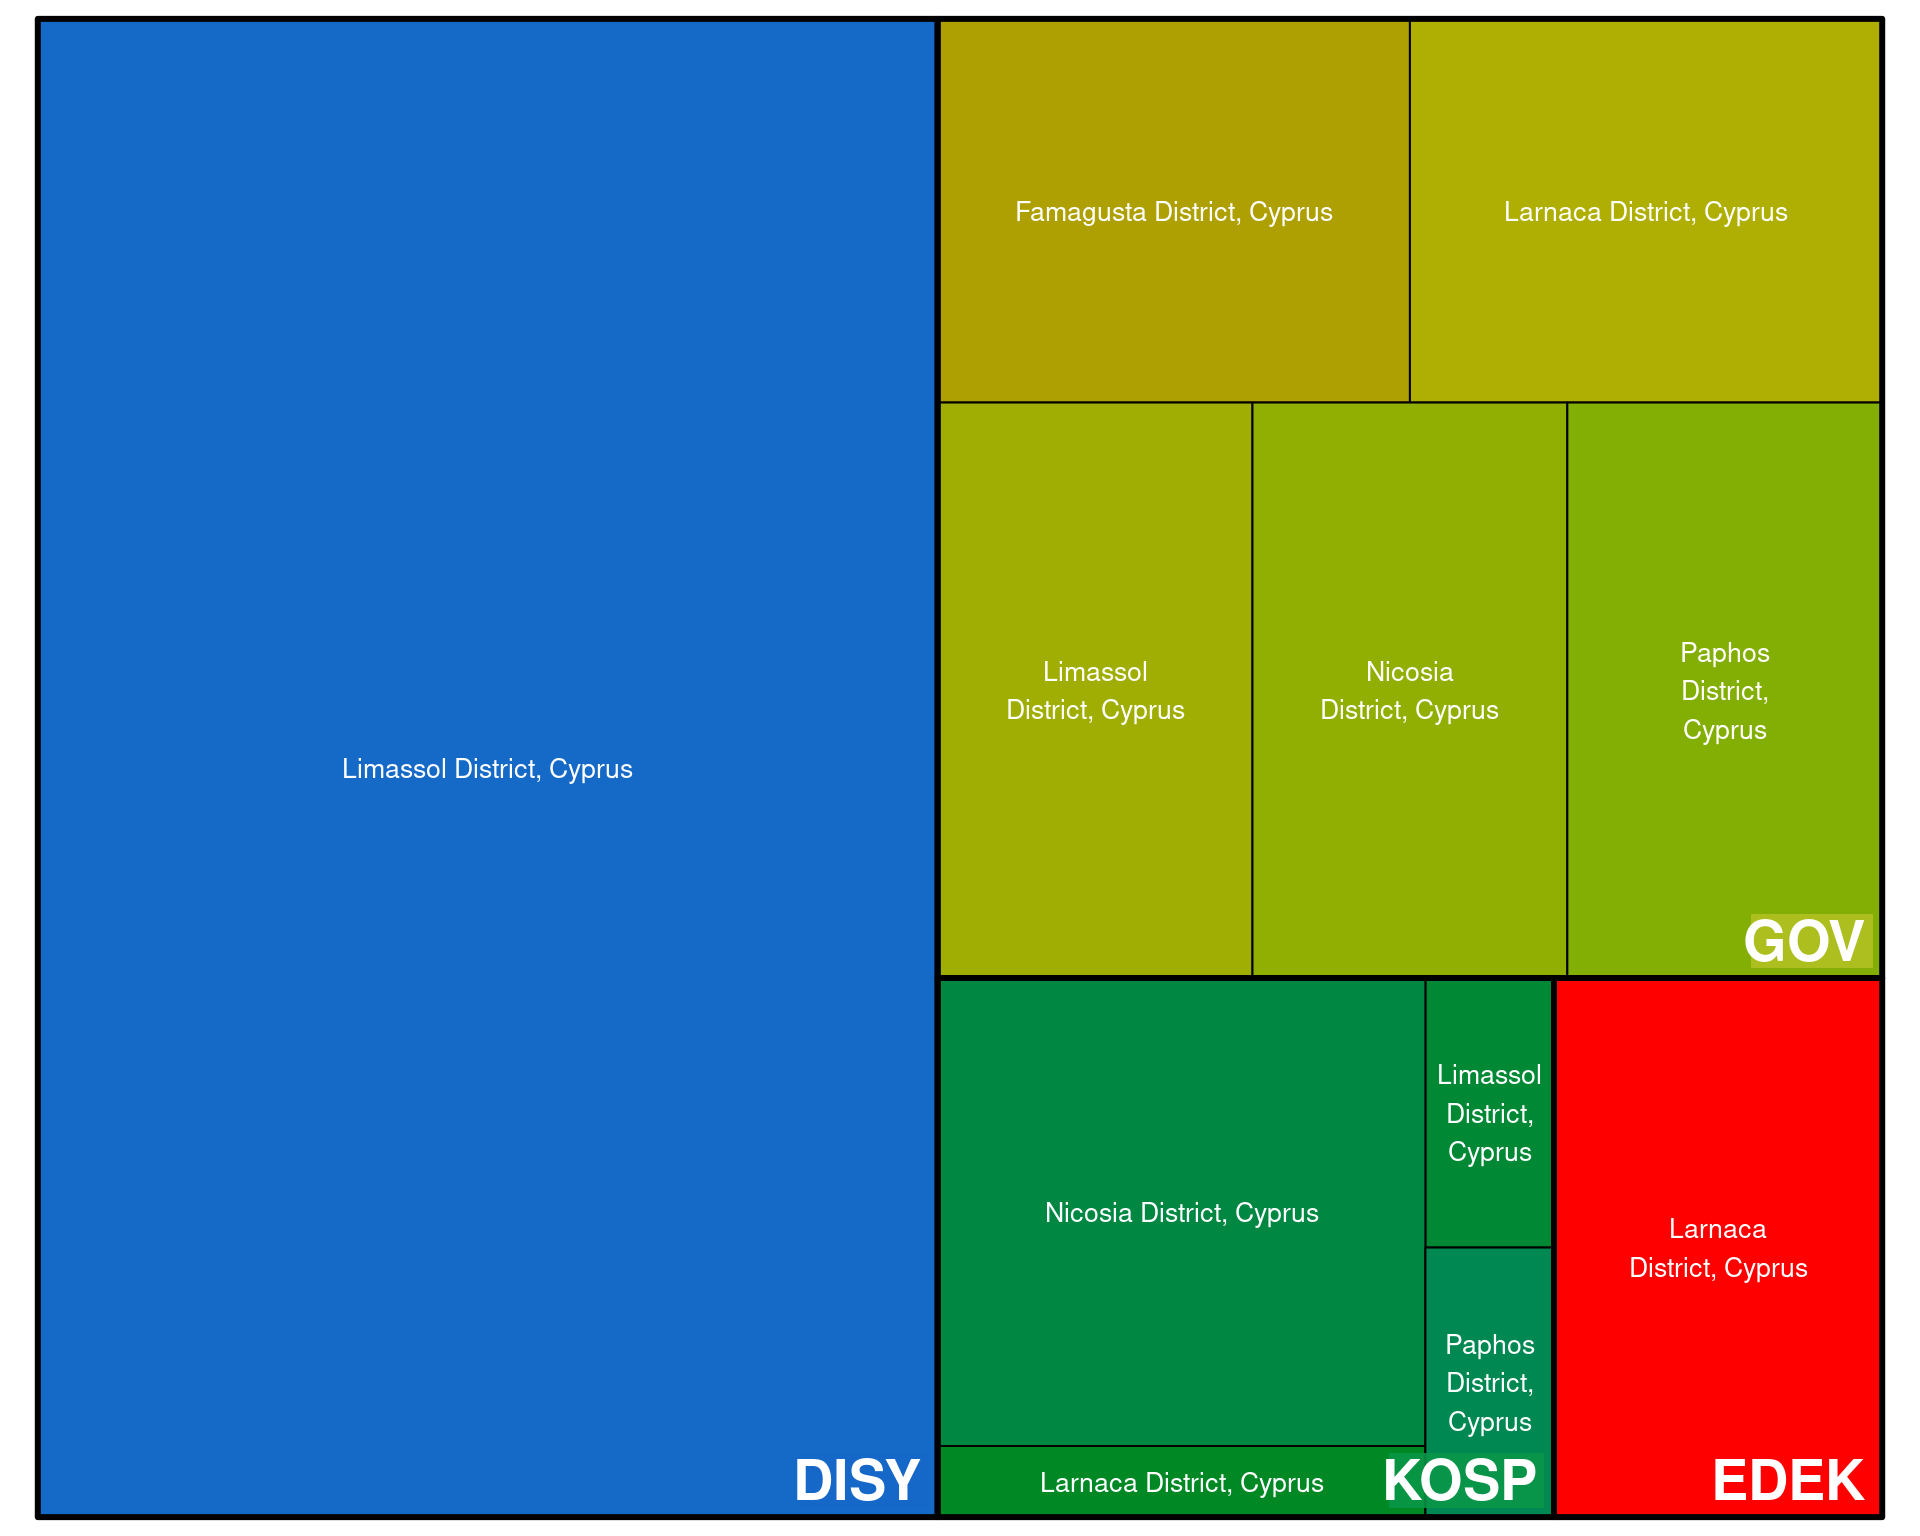 Limassol District, Cyprus
DISY
Famagusta District, Cyprus
Larnaca District, Cyprus
Limassol
District, Cyprus
Nicosia
District, Cyprus
Paphos
District,
Cyprus
GOV
Nicosia District, Cyprus
Limassol
District,
Cyprus
Paphos
District,
Cyprus
Larnaca District, Cyprus
KOSP
Larnaca
District, Cyprus
EDEK